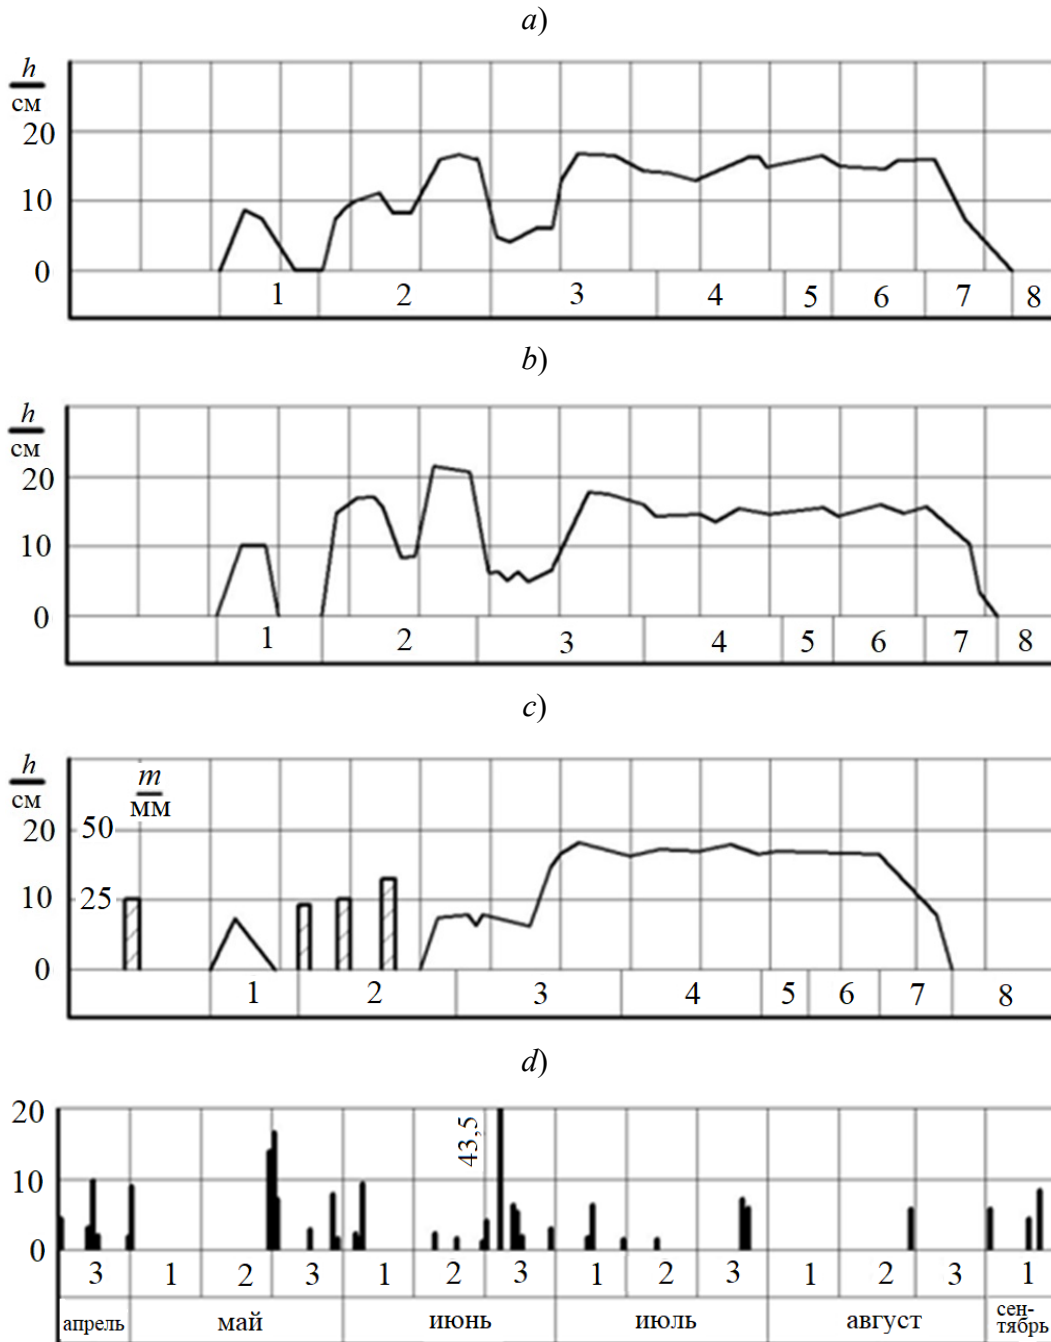 a)
h
см
20
10
0
1 2 3 4 5 6 7 8
b)
h
см
20
10
0
1 2 3 4 5 6 7 8
c)
h
см
m
мм
20 50
10 25
0
1 2 3 4 5 6 7 8
d)
20
43,5
10
0
3 1 2 3 1 2 3 1 2 3 1 2 3 1
апрель май июнь июль август сен-
тябрь